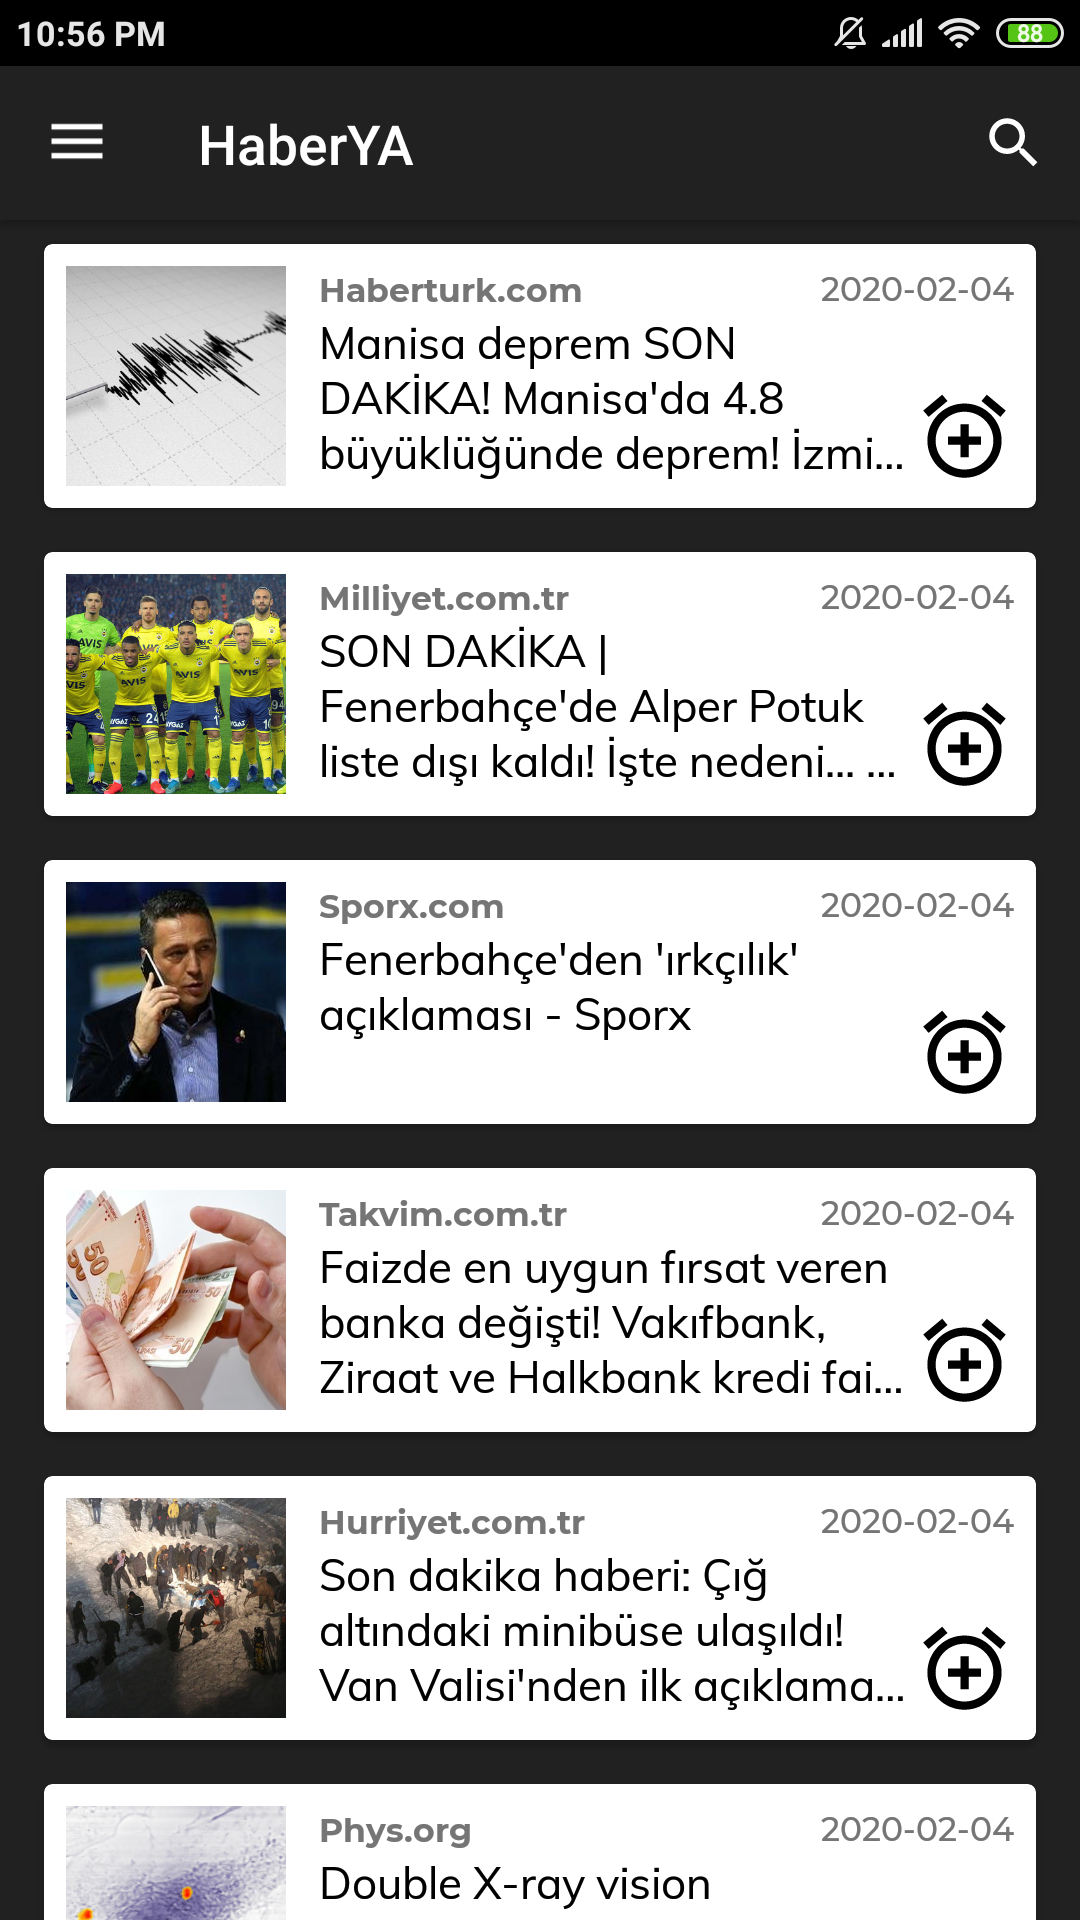 10:56 PM 88
HaberYA
Haberturk.com 2020-02-04
Manisa deprem SON
DAKİKA! Manisa'da 4.8
büyüklüğünde deprem! İzmi...
Milliyet.com.tr 2020-02-04
SON DAKİKA |
Fenerbahçe'de Alper Potuk
liste dışı kaldı! İşte nedeni... ...
Sporx.com 2020-02-04
Fenerbahçe'den 'ırkçılık'
açıklaması - Sporx
Takvim.com.tr 2020-02-04
Faizde en uygun fırsat veren
banka değişti! Vakıfbank,
Ziraat ve Halkbank kredi fai...
Hurriyet.com.tr 2020-02-04
Son dakika haberi: Çığ
altındaki minibüse ulaşıldı!
Van Valisi'nden ilk açıklama...
Phys.org 2020-02-04
Double X-ray vision